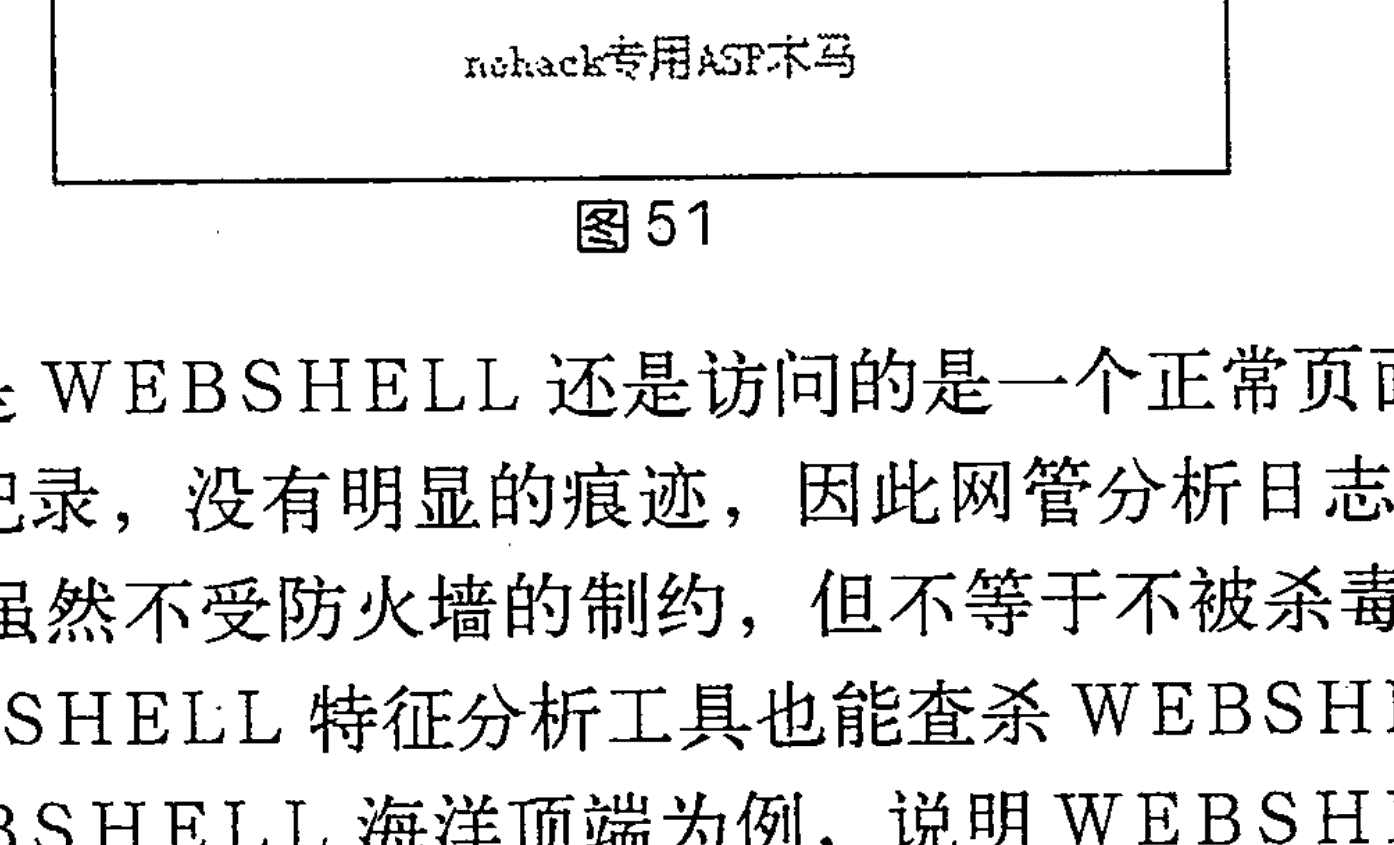 nohack专用ASP木马
图51
是 WEBSHELL 还是访问的是一个正常页面
记录，没有明显的痕迹，因此网管分析日志
虽然不受防火墙的制约，但不等于不被杀毒
SHELL 特征分析工具也能查杀 WEBSH
BSHELL 海洋顶端为例，说明 WEBSH